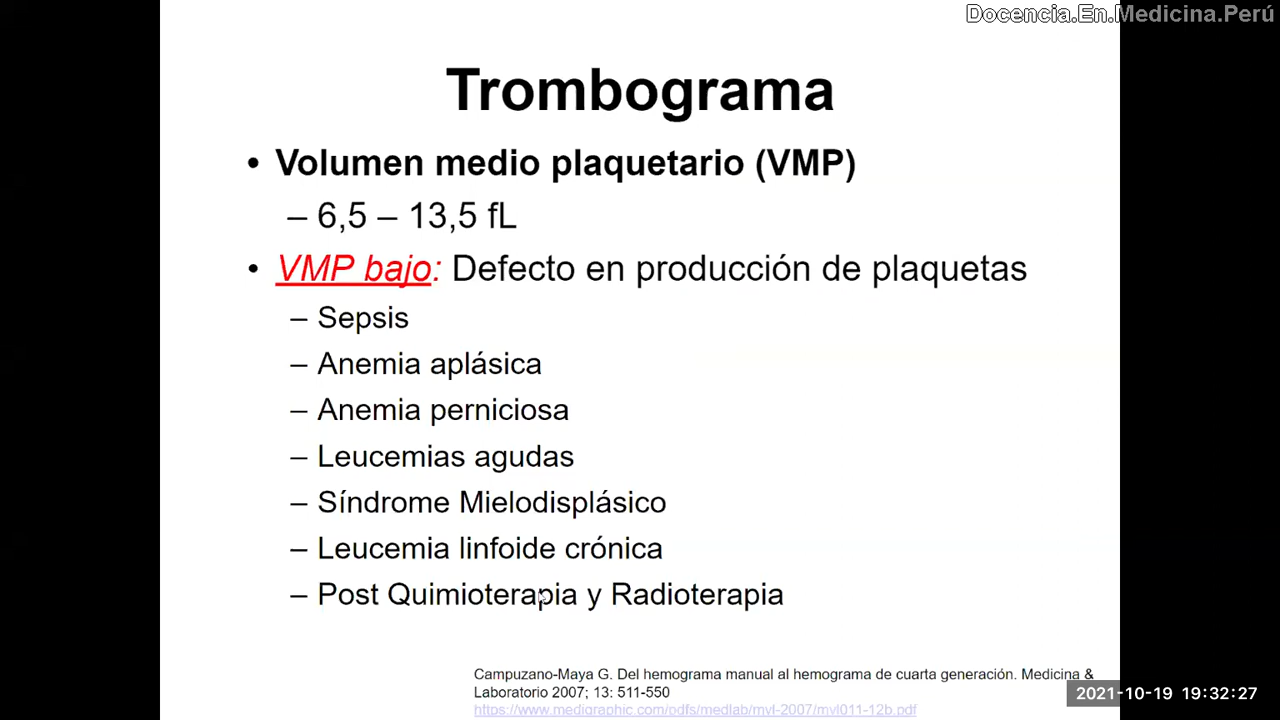 Docencia.En.Medicina.Perú
Trombograma
• Volumen medio plaquetario (VMP)
– 6,5 – 13,5 fL
• VMP bajo: Defecto en producción de plaquetas
– Sepsis
– Anemia aplásica
– Anemia perniciosa
– Leucemias agudas
– Síndrome Mielodisplásico
– Leucemia linfoide crónica
– Post Quimioterapia y Radioterapia
Campuzano-Maya G. Del hemograma manual al hemograma de cuarta generación. Medicina &
Laboratorio 2007; 13: 511-550
https://www.medigraphic.com/pdfs/medlab/myl-2007/myl011-12b.pdf
2021-10-19 19:32:27